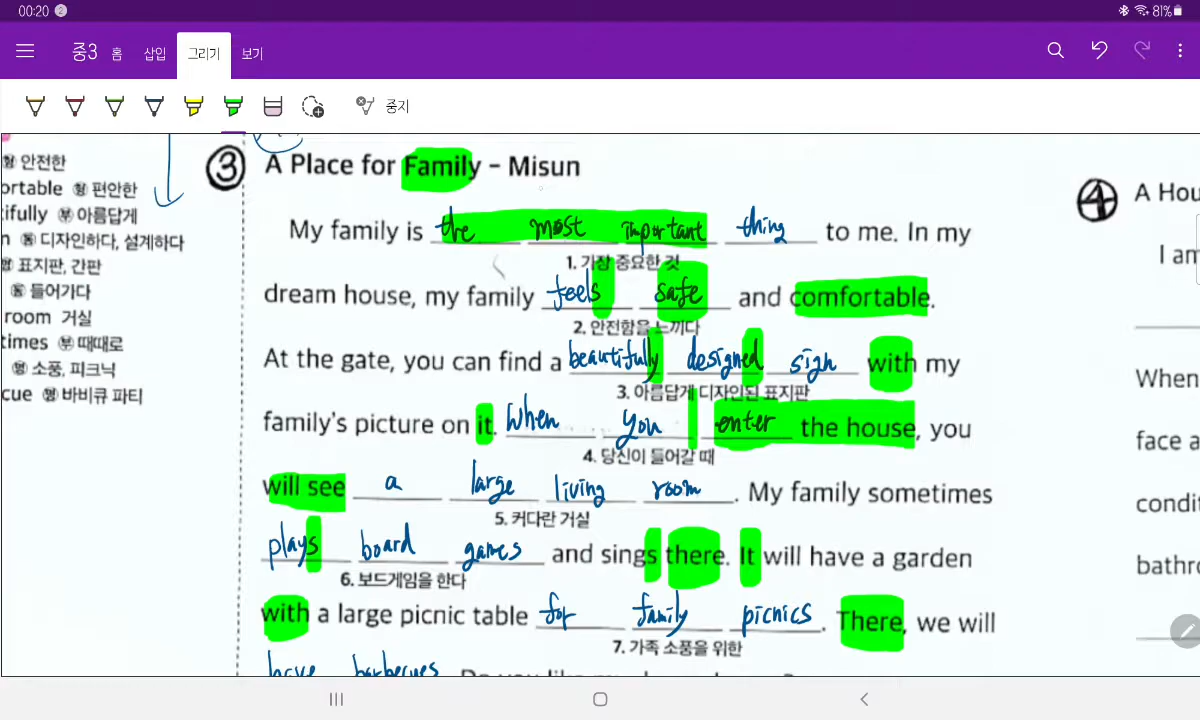 00:20 2 81%
중3 홈 삽입 그리기 보기
중지
형 안전한
ortable 형 편안한
ifully 부 아름답게
n 동 디자인하다, 설계하다
명 표지판, 간판
동 들어가다
room 거실
times 부 때때로
명 소풍, 피크닉
cue 명 바비큐 파티
③ A Place for Family – Misun
My family is the most important thing to me. In my
1. 가장 중요한 것
dream house, my family feels safe and comfortable.
2. 안전함을 느끼다
At the gate, you can find a beautifully designed sign with my
3. 아름답게 디자인된 표지판
family's picture on it. When you enter the house, you
4. 당신이 들어갈 때
will see a large living room. My family sometimes
5. 커다란 거실
plays board games and sings there. It will have a garden
6. 보드게임을 한다
with a large picnic table for family picnics. There, we will
7. 가족 소풍을 위한
have barbecues
④ A Hou
I am
When
face a
condit
bathro